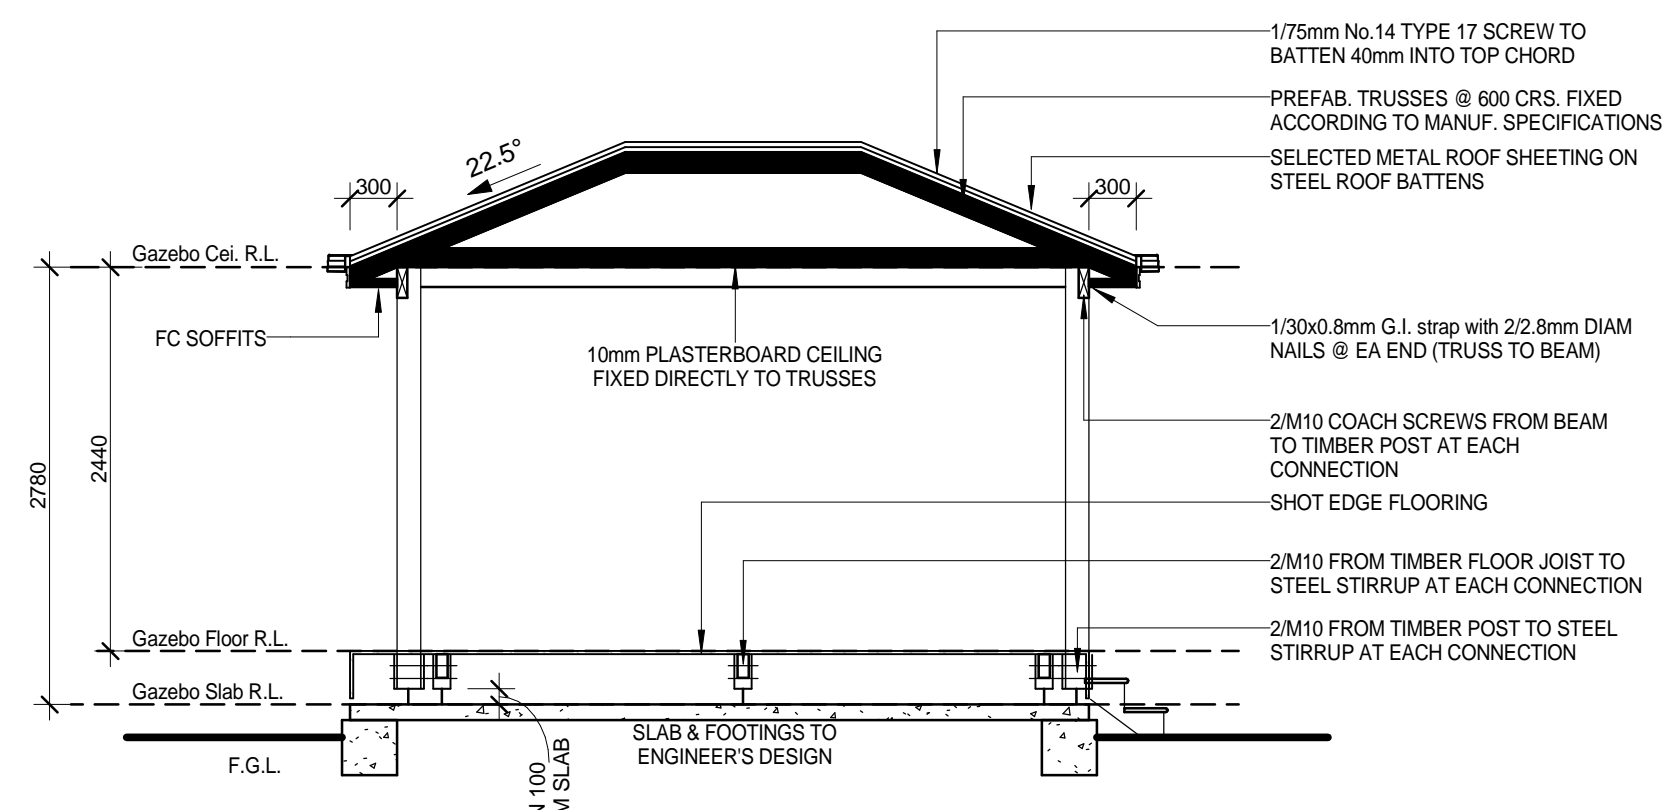 1/75mm No.14 TYPE 17 SCREW TO
BATTEN 40mm INTO TOP CHORD
PREFAB. TRUSSES @ 600 CRS. FIXED
ACCORDING TO MANUF. SPECIFICATIONS
SELECTED METAL ROOF SHEETING ON
STEEL ROOF BATTENS
22.5°
300
300
Gazebo Cei. R.L.
FC SOFFITS
10mm PLASTERBOARD CEILING
FIXED DIRECTLY TO TRUSSES
1/30x0.8mm G.I. strap with 2/2.8mm DIAM
NAILS @ EA END (TRUSS TO BEAM)
2/M10 COACH SCREWS FROM BEAM
TO TIMBER POST AT EACH
CONNECTION
2780
2440
SHOT EDGE FLOORING
2/M10 FROM TIMBER FLOOR JOIST TO
STEEL STIRRUP AT EACH CONNECTION
2/M10 FROM TIMBER POST TO STEEL
STIRRUP AT EACH CONNECTION
Gazebo Floor R.L.
Gazebo Slab R.L.
SLAB & FOOTINGS TO
ENGINEER'S DESIGN
F.G.L.
100
SLAB